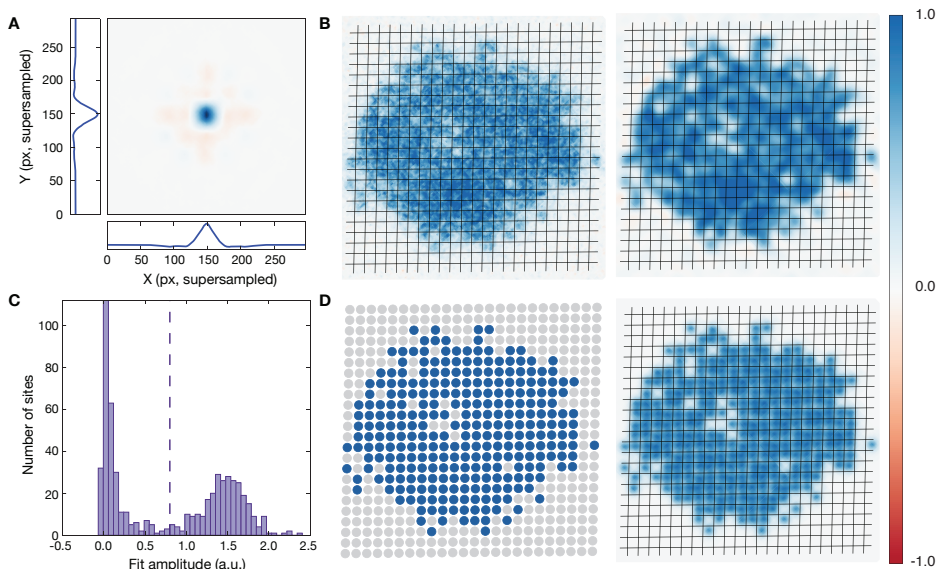 A
250
200
150
100
50
0
Y (px, supersampled)
0 50 100 150 200 250
X (px, supersampled)
B
1.0
0.0
-1.0
C
100
80
60
40
20
0
Number of sites
-0.5 0.0 0.5 1.0 1.5 2.0 2.5
Fit amplitude (a.u.)
D